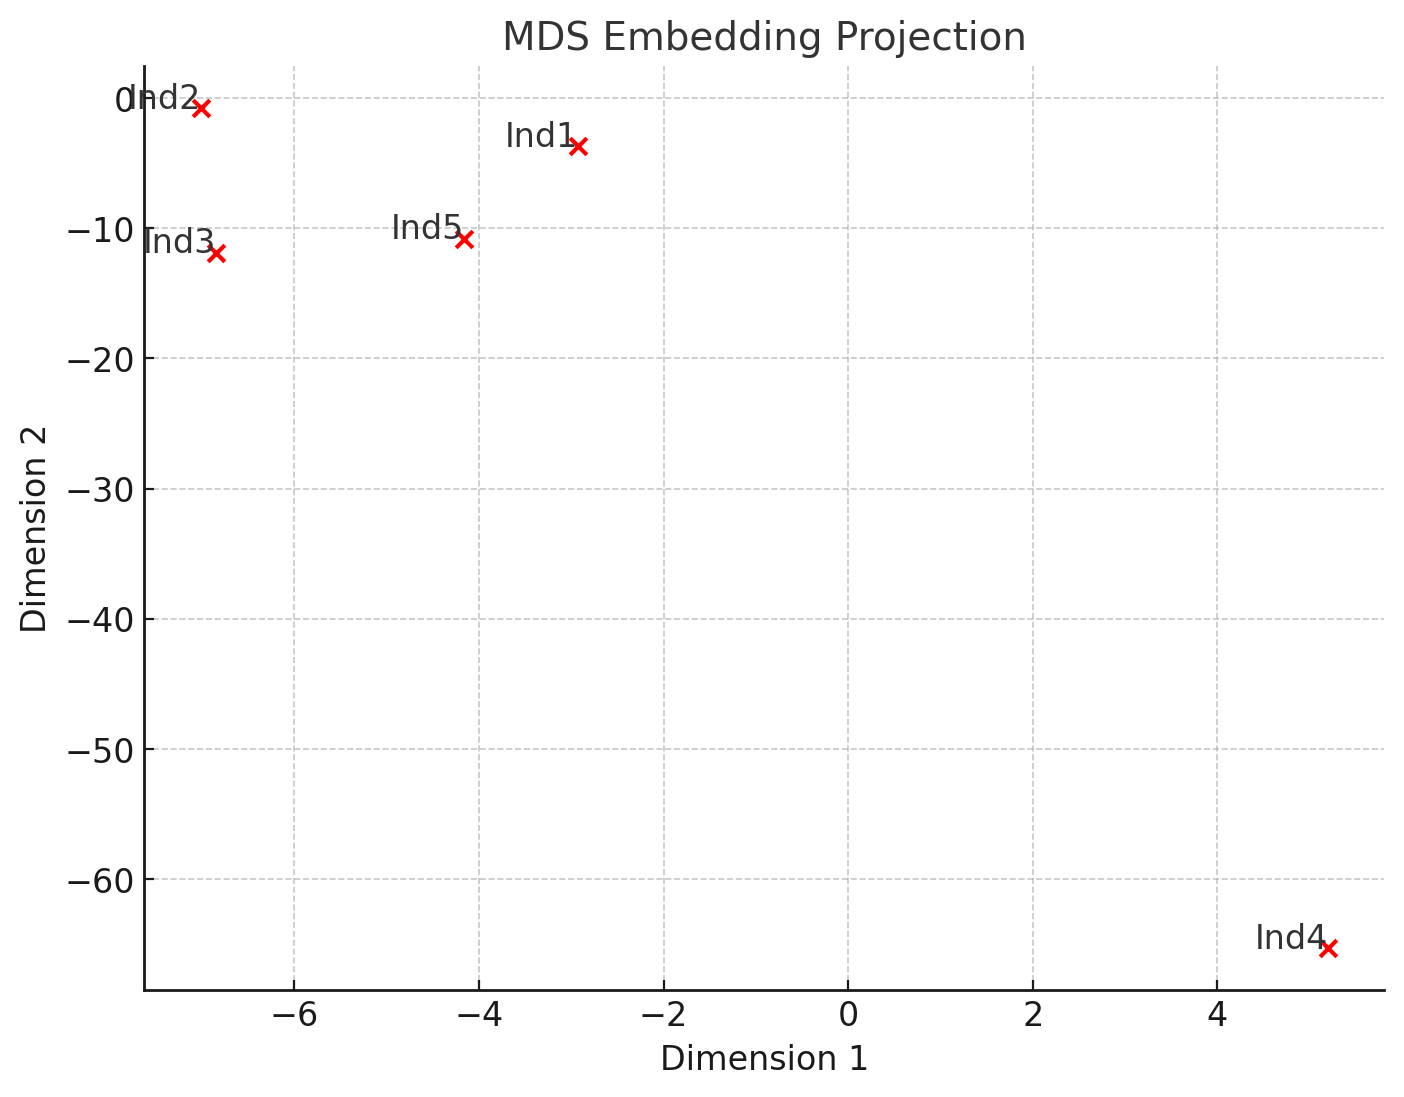 MDS Embedding Projection
Ind2
Ind1
Ind5
Ind3
Ind4
0
−10
−20
−30
−40
−50
−60
Dimension 2
−6
−4
−2
0
2
4
Dimension 1